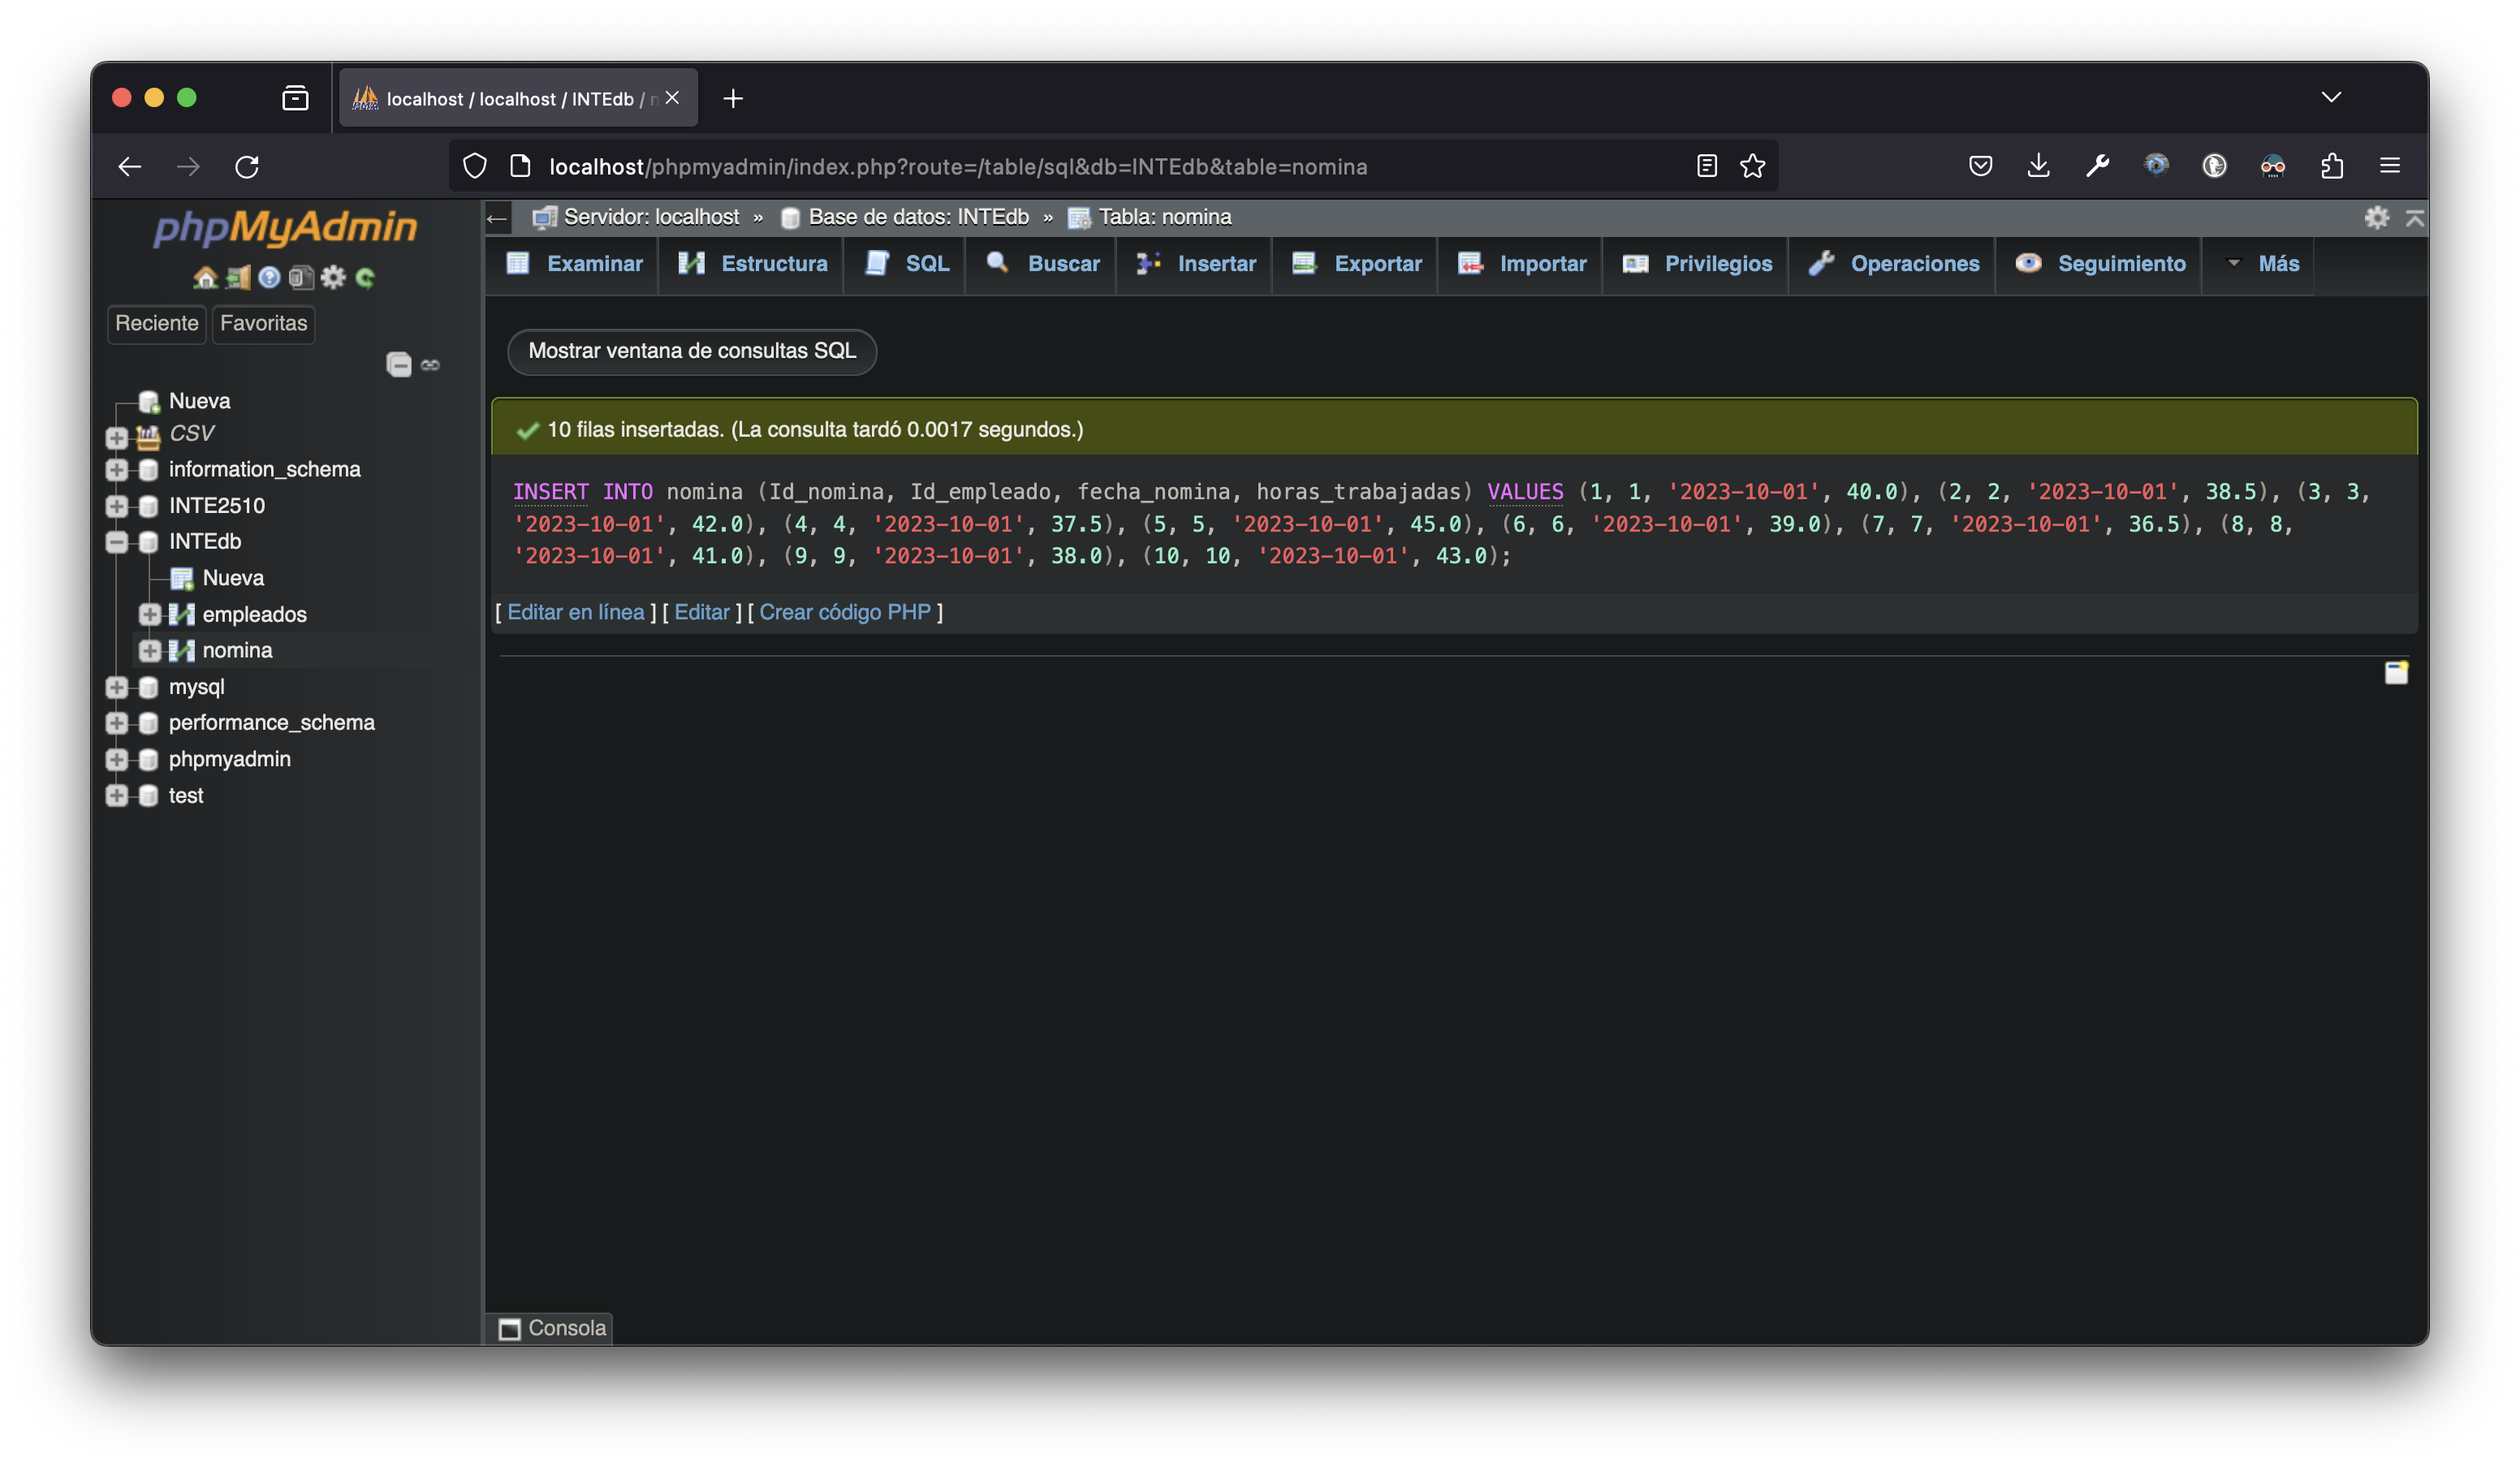 localhost / localhost / INTEdb /
localhost/phpmyadmin/index.php?route=/table/sql&db=INTEdb&table=nomina
phpMyAdmin
Reciente Favoritas
Nueva
CSV
information_schema
INTE2510
INTEdb
Nueva
empleados
nomina
mysql
performance_schema
phpmyadmin
test
Servidor: localhost » Base de datos: INTEdb » Tabla: nomina
Examinar Estructura SQL Buscar Insertar Exportar Importar Privilegios Operaciones Seguimiento Más
Mostrar ventana de consultas SQL
10 filas insertadas. (La consulta tardó 0.0017 segundos.)
INSERT INTO nomina (Id_nomina, Id_empleado, fecha_nomina, horas_trabajadas) VALUES (1, 1, '2023-10-01', 40.0), (2, 2, '2023-10-01', 38.5), (3, 3,
'2023-10-01', 42.0), (4, 4, '2023-10-01', 37.5), (5, 5, '2023-10-01', 45.0), (6, 6, '2023-10-01', 39.0), (7, 7, '2023-10-01', 36.5), (8, 8,
'2023-10-01', 41.0), (9, 9, '2023-10-01', 38.0), (10, 10, '2023-10-01', 43.0);
[ Editar en línea ] [ Editar ] [ Crear código PHP ]
Consola